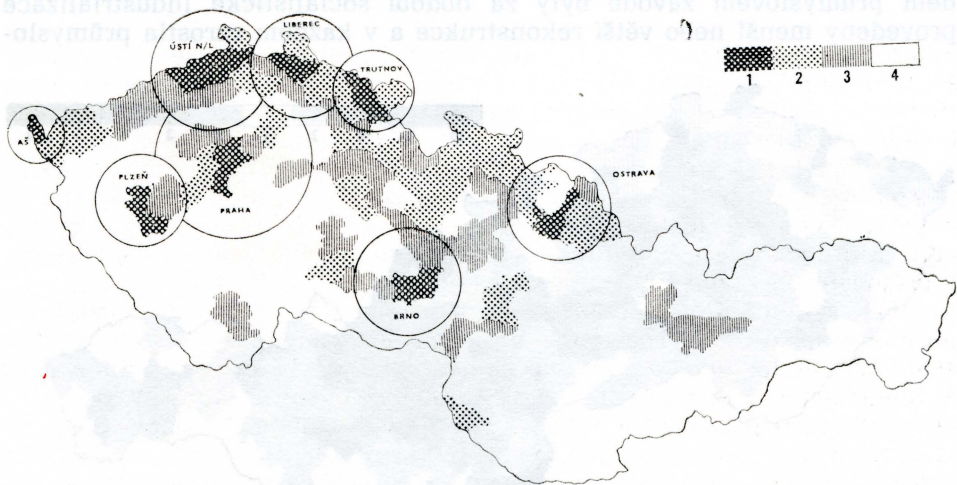 LIBEREC
ÚSTÍ N/L
TRUTNOV
1 2 3 4
AŠ
PLZEŇ
OSTRAVA
PRAHA
BRNO